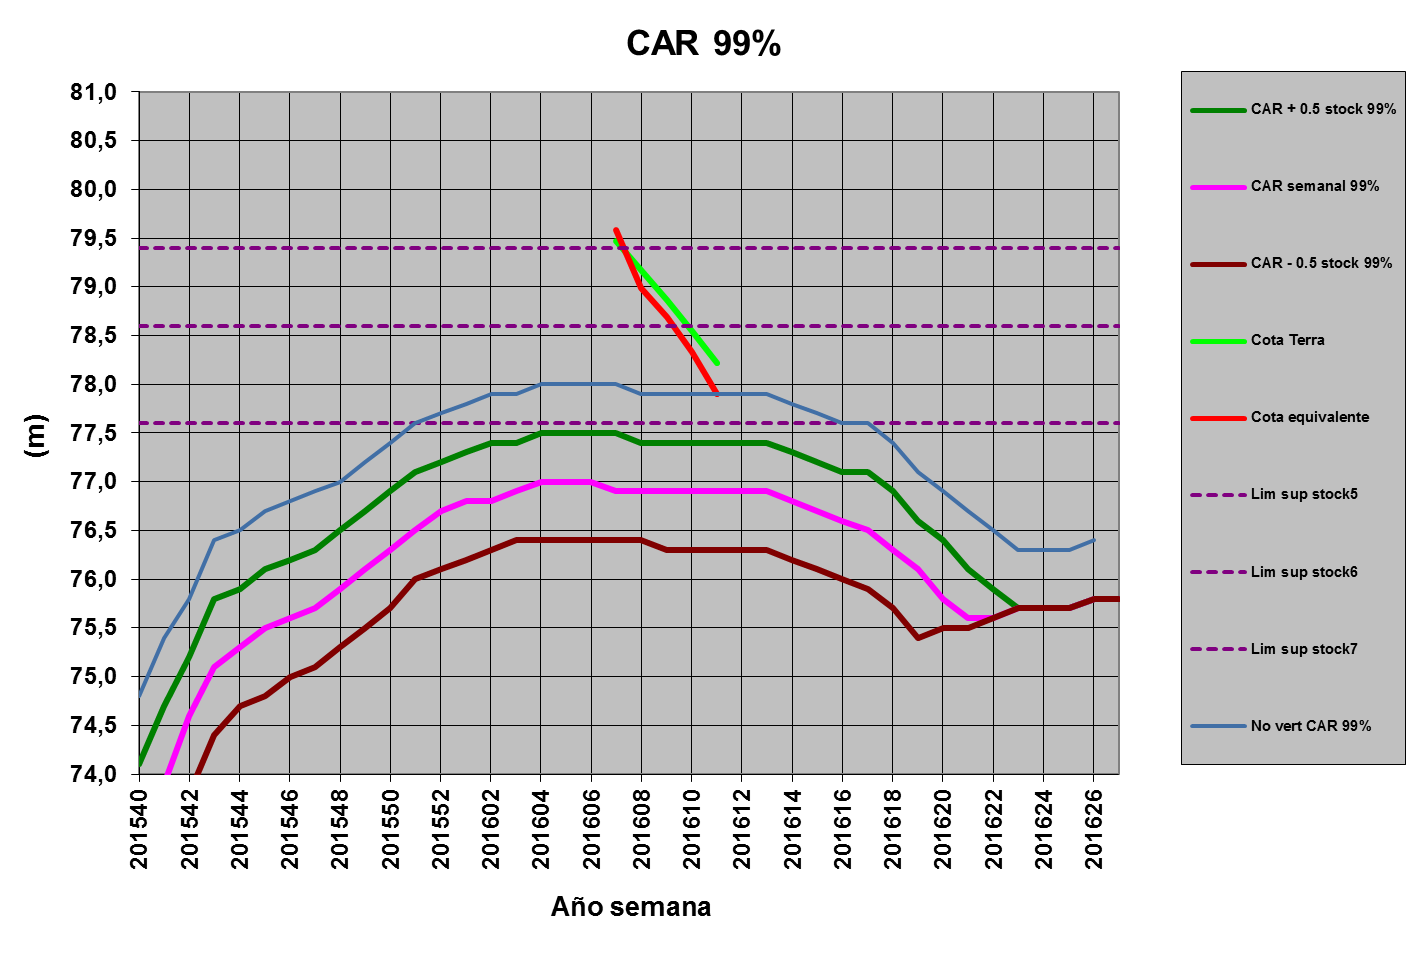 CAR 99%
81,0
80,5
80,0
79,5
79,0
78,5
78,0
77,5
77,0
76,5
76,0
75,5
75,0
74,5
74,0
(m)
201540
201542
201544
201546
201548
201550
201552
201602
201604
201606
201608
201610
201612
201614
201616
201618
201620
201622
201624
201626
Año semana
CAR + 0.5 stock 99%
CAR semanal 99%
CAR - 0.5 stock 99%
Cota Terra
Cota equivalente
Lim sup stock5
Lim sup stock6
Lim sup stock7
No vert CAR 99%